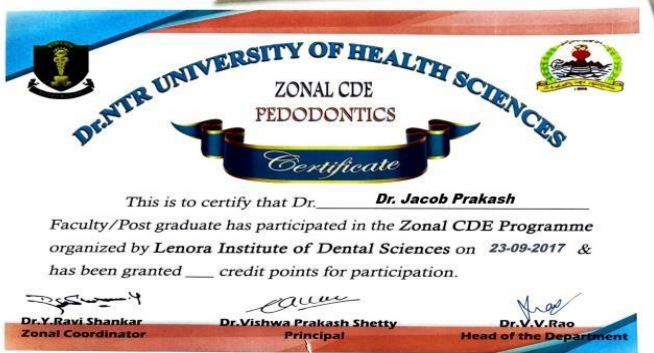 Dr.NTR UNIVERSITY OF HEALTH SCIENCES
ZONAL CDE
PEDODONTICS
Certificate
This is to certify that Dr. Dr. Jacob Prakash
Faculty/Post graduate has participated in the Zonal CDE Programme
organized by Lenora Institute of Dental Sciences on 23-09-2017 &
has been granted ___ credit points for participation.
Dr.Y.Ravi Shankar Dr.Vishwa Prakash Shetty Dr.V.V.Rao
Zonal Coordinator Principal Head of the Department